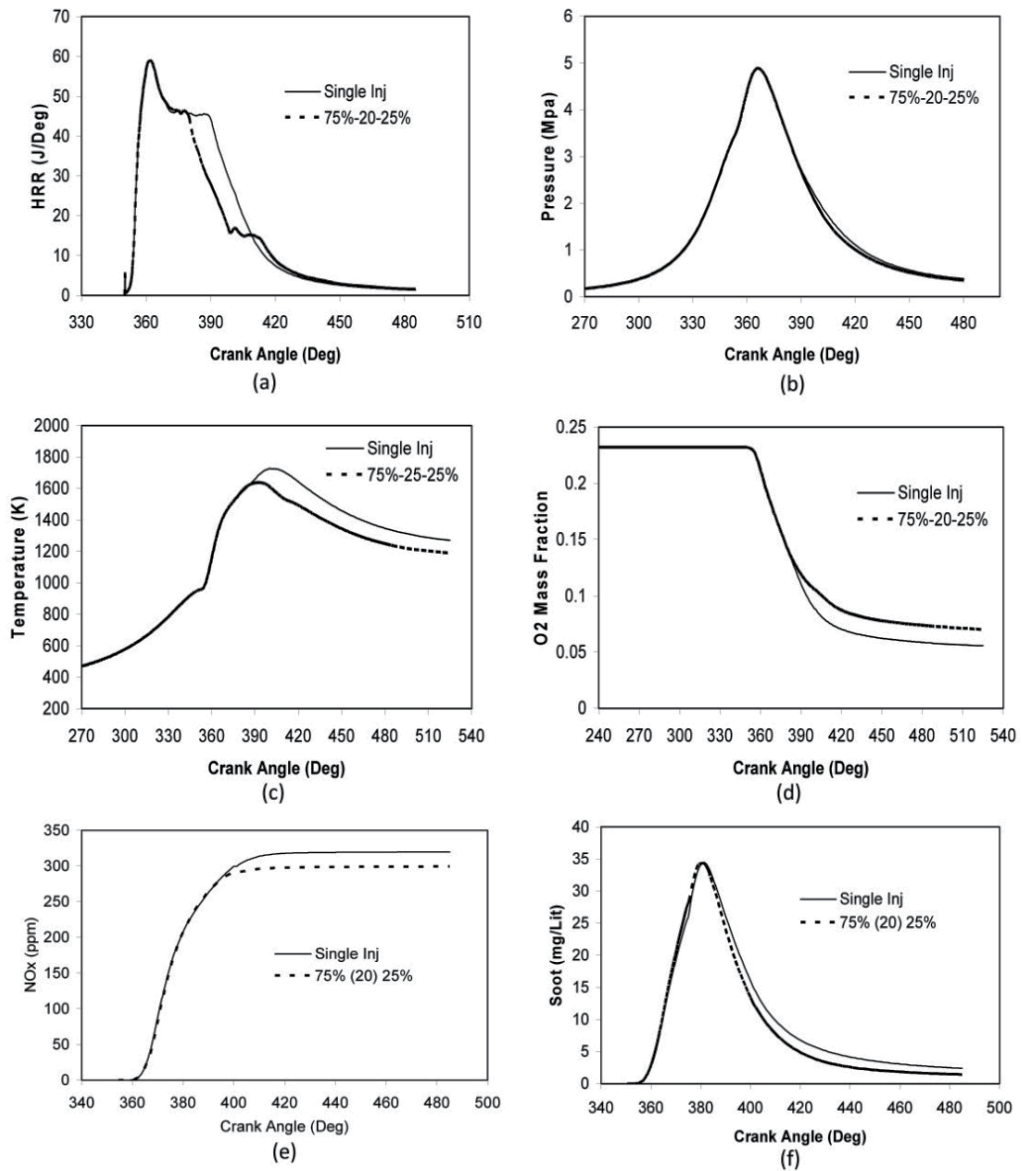 70
60
50
40
30
20
10
0
HRR (J/Deg)
Single Inj
75%-20-25%
330 360 390 420 450 480 510
Crank Angle (Deg)
(a)
6
5
4
3
2
1
0
Pressure (Mpa)
Single Inj
75%-20-25%
270 300 330 360 390 420 450 480
Crank Angle (Deg)
(b)
2000
1800
1600
1400
1200
1000
800
600
400
200
Temperature (K)
Single Inj
75%-25-25%
270 300 330 360 390 420 450 480 510 540
Crank Angle (Deg)
(c)
0.25
0.2
0.15
0.1
0.05
0
O2 Mass Fraction
Single Inj
75%-20-25%
240 270 300 330 360 390 420 450 480 510 540
Crank Angle (Deg)
(d)
350
300
250
200
150
100
50
0
NOx (ppm)
Single Inj
75% (20) 25%
340 360 380 400 420 440 460 480 500
Crank Angle (Deg)
(e)
40
35
30
25
20
15
10
5
0
Soot (mg/Lit)
Single Inj
75% (20) 25%
340 360 380 400 420 440 460 480 500
Crank Angle (Deg)
(f)